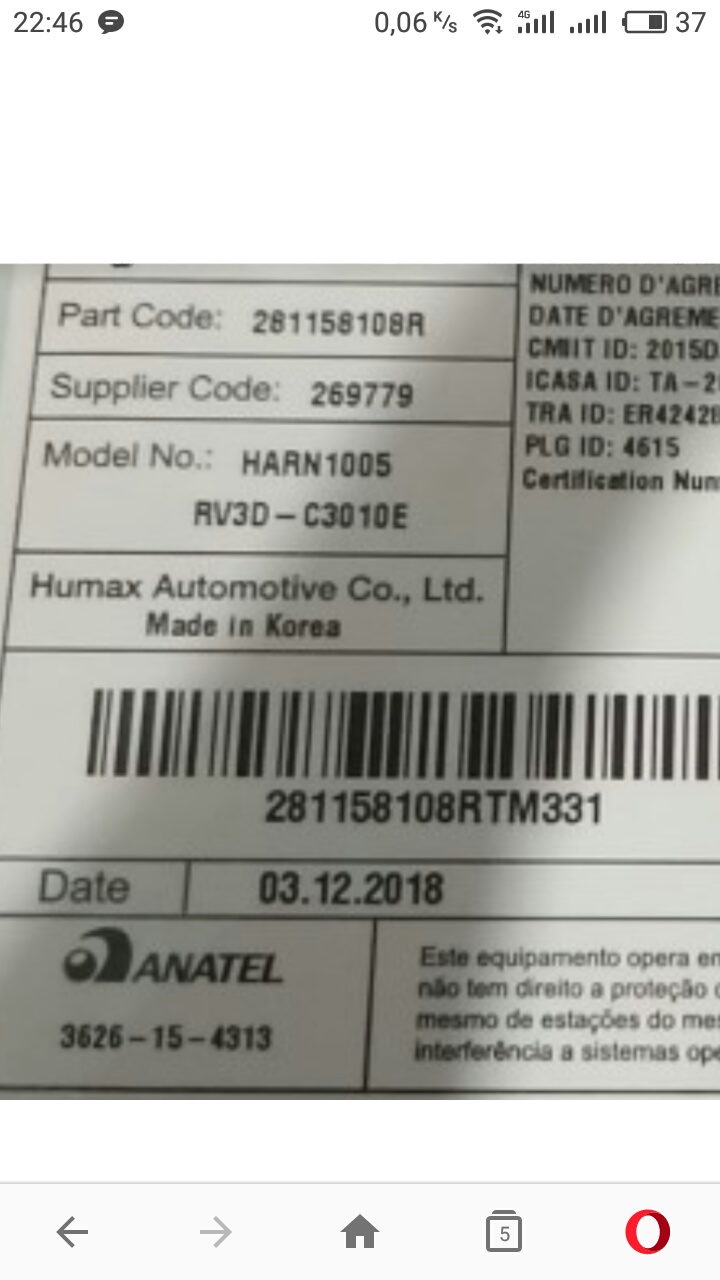 22:46
0,06 K/s 4G 37
NUMERO D'AGRE
Part Code: 281158108R
DATE D'AGREME
CMIIT ID: 2015D
Supplier Code: 269779
ICASA ID: TA-2
TRA ID: ER4242
Model No.: HARN1005
PLG ID: 4615
Certification Num
RV3D-C3010E
Humax Automotive Co., Ltd.
Made in Korea
281158108RTM331
Date 03.12.2018
ANATEL
3626-15-4313
Este equipamento opera em
não tem direito a proteção
mesmo de estações do mes
interferência a sistemas ope
5